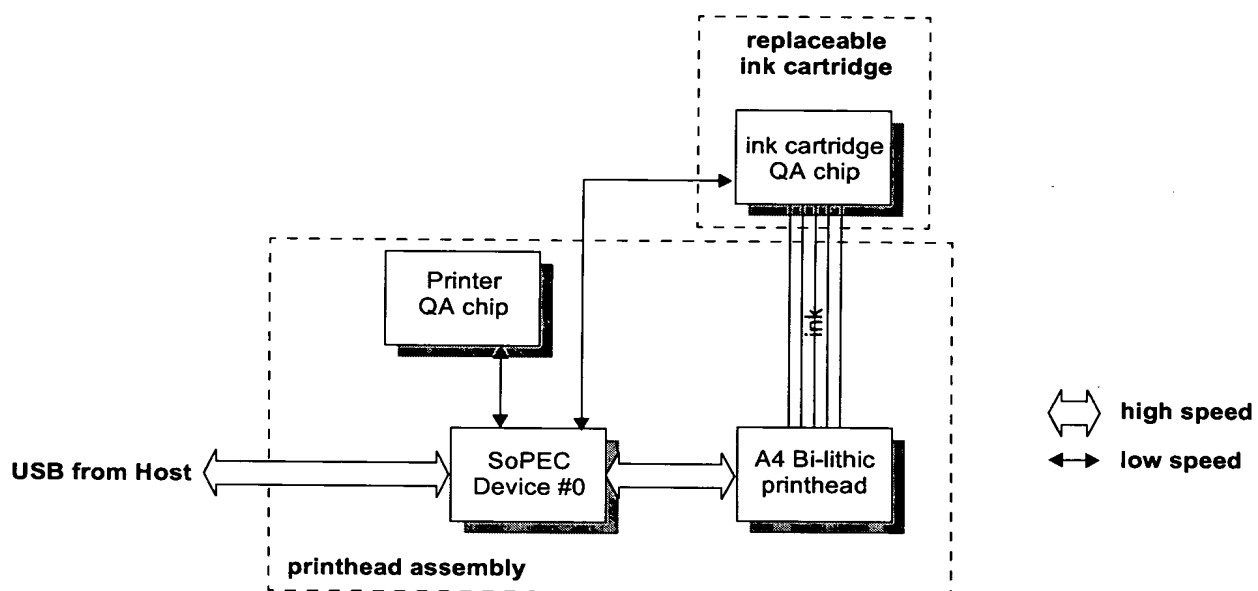 replaceable
ink cartridge
ink cartridge
QA chip
Printer
QA chip
ink
high speed
low speed
USB from Host
SoPEC
Device #0
A4 Bi-lithic
printhead
printhead assembly